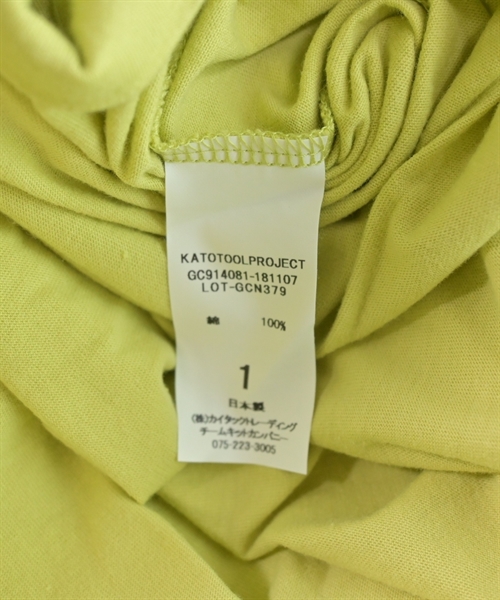 KATOTOOLPROJECT
GC914081-181107
LOT-GCN379
綿 100%
1
日本製
(株)カイタックトレーディング
チームキットカンパニー
075-223-3005